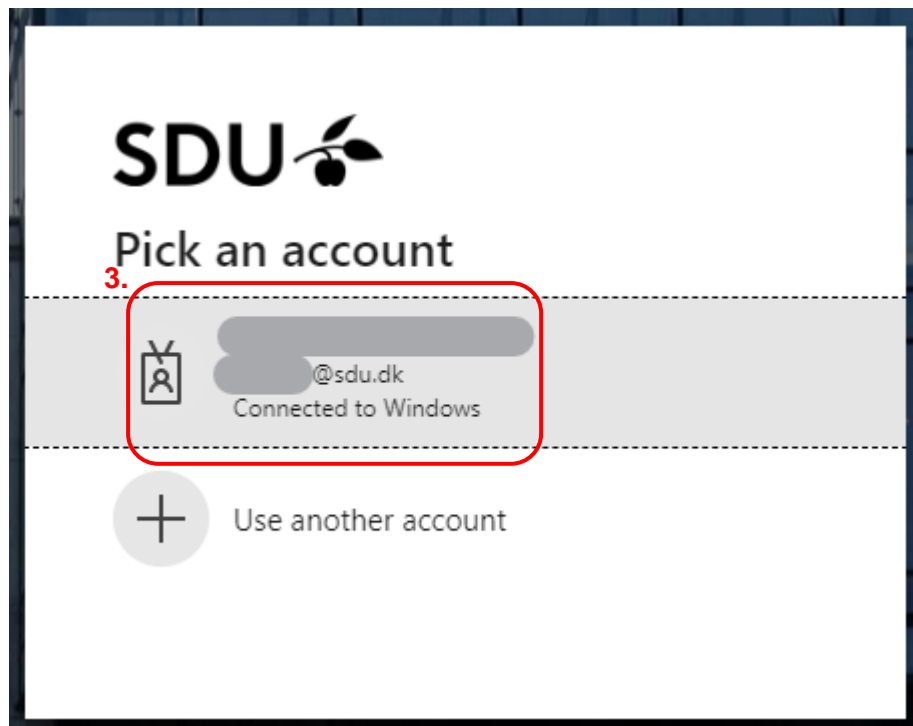 SDU
Pick an account
3.
@sdu.dk
Connected to Windows
Use another account